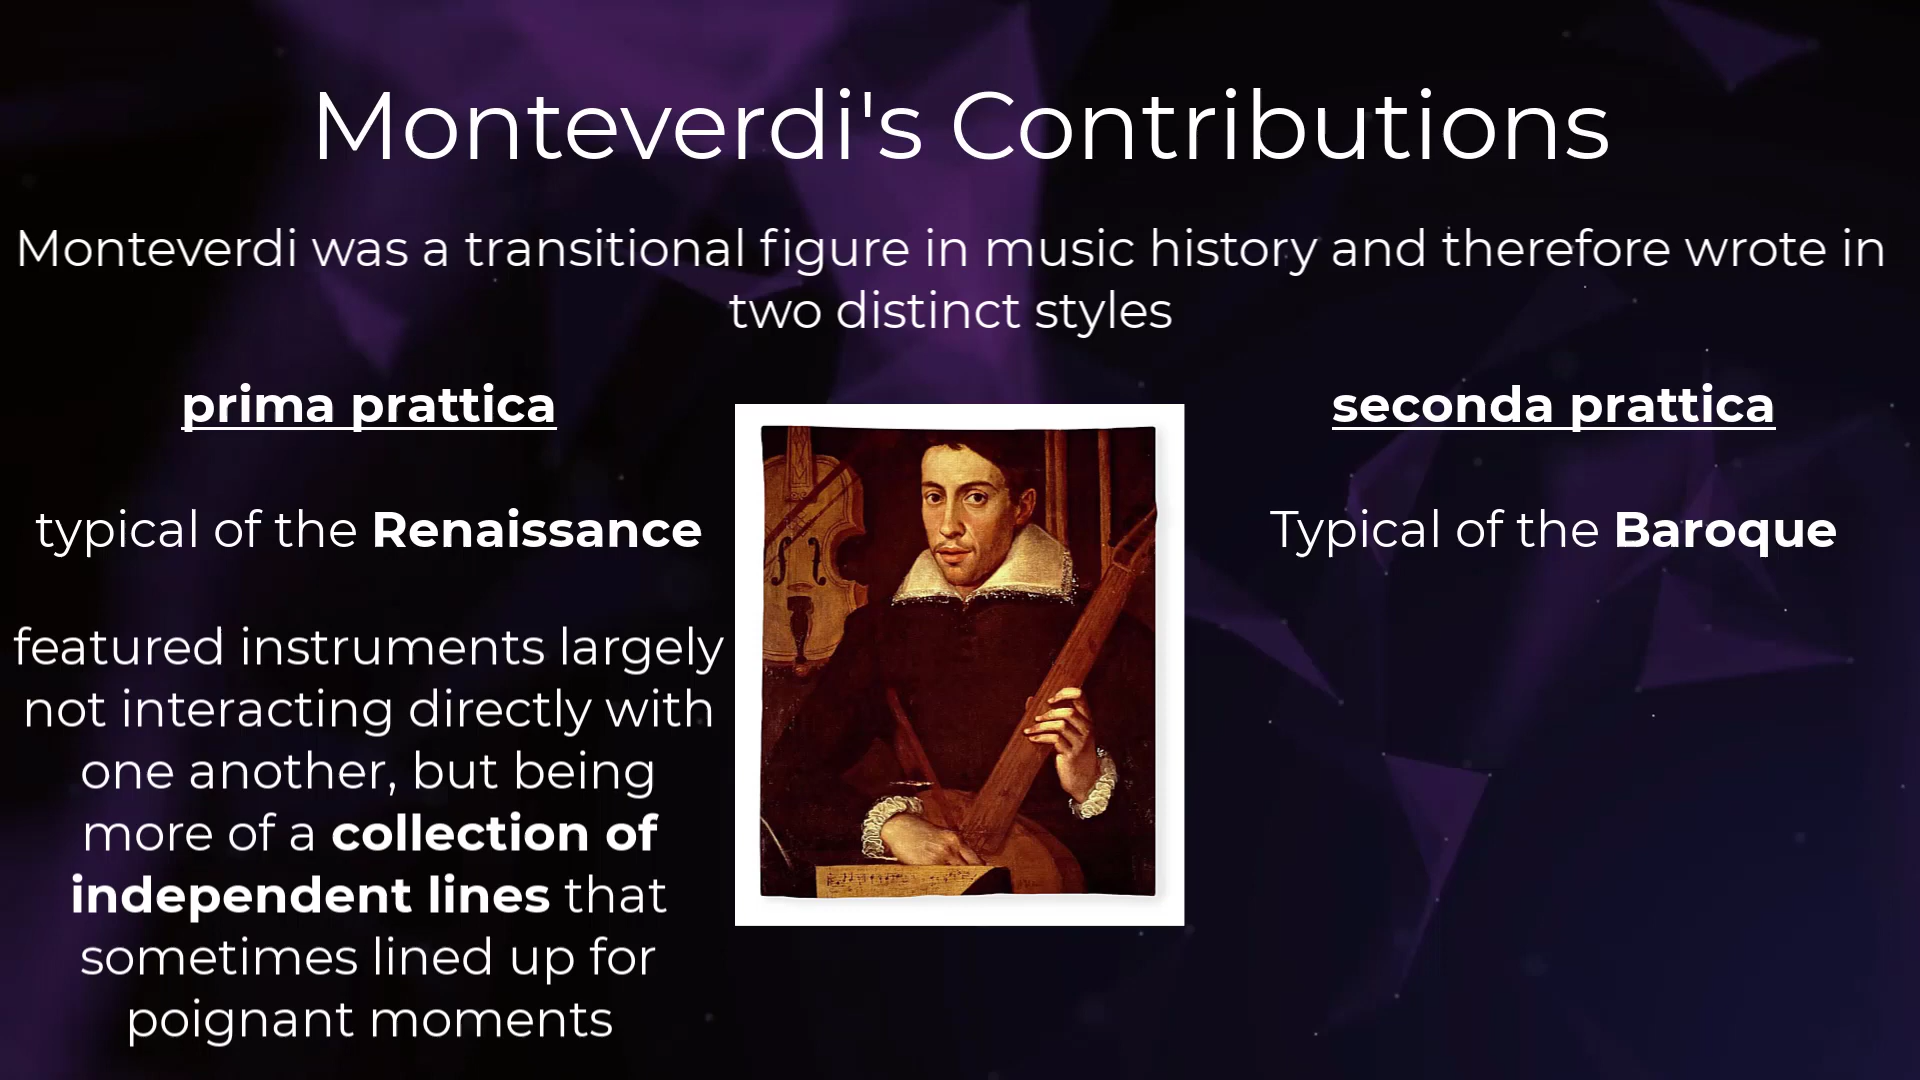 Monteverdi's Contributions
Monteverdi was a transitional figure in music history and therefore wrote in
two distinct styles
prima prattica
typical of the Renaissance
featured instruments largely
not interacting directly with
one another, but being
more of a collection of
independent lines that
sometimes lined up for
poignant moments
seconda prattica
Typical of the Baroque